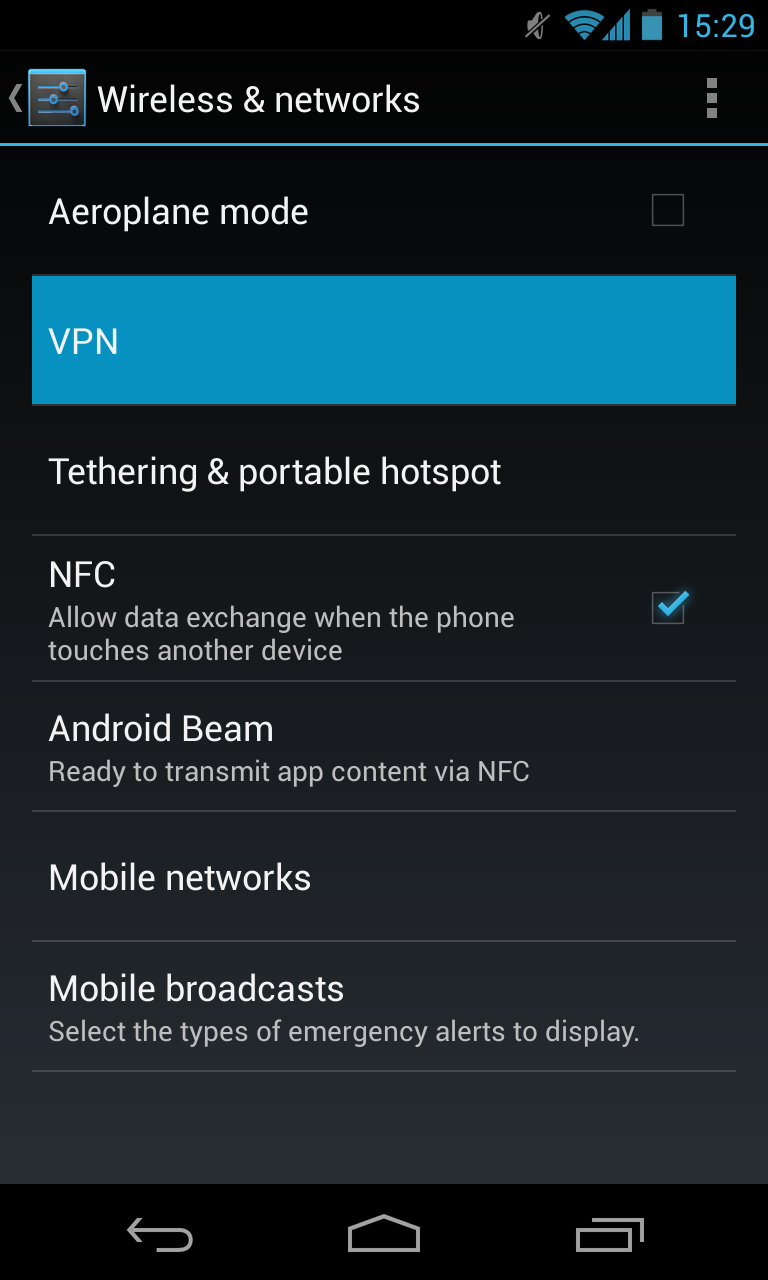 15:29
Wireless & networks
Aeroplane mode
VPN
Tethering & portable hotspot
NFC
Allow data exchange when the phone
touches another device
Android Beam
Ready to transmit app content via NFC
Mobile networks
Mobile broadcasts
Select the types of emergency alerts to display.